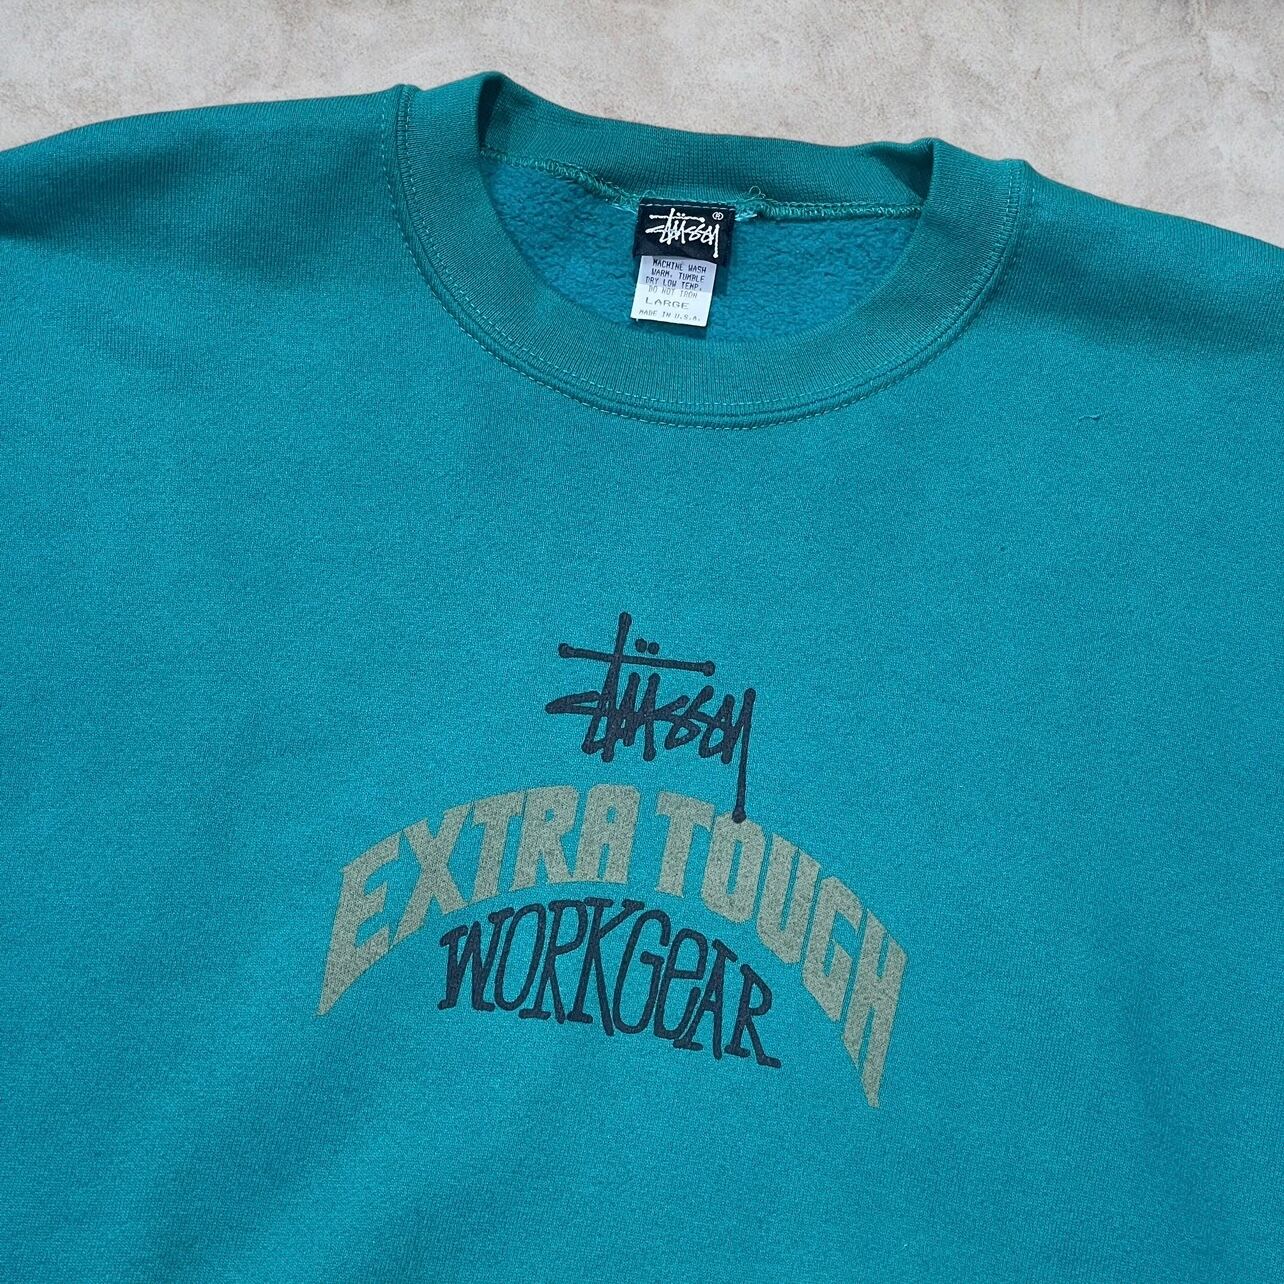 Stüssy ®
MACHINE WASH
WARM, TUMBLE
DRY LOW TEMP.
DO NOT IRON
LARGE
MADE IN U.S.A.
Stüssy
EXTRA TOUGH
WORKGEAR